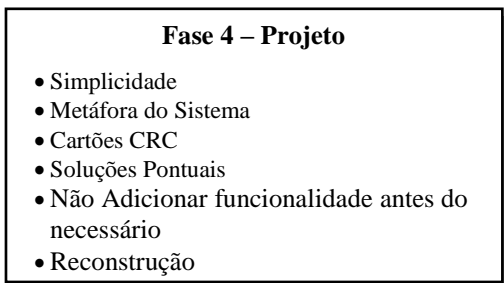 Fase 4 – Projeto
• Simplicidade
• Metáfora do Sistema
• Cartões CRC
• Soluções Pontuais
• Não Adicionar funcionalidade antes do
necessário
• Reconstrução